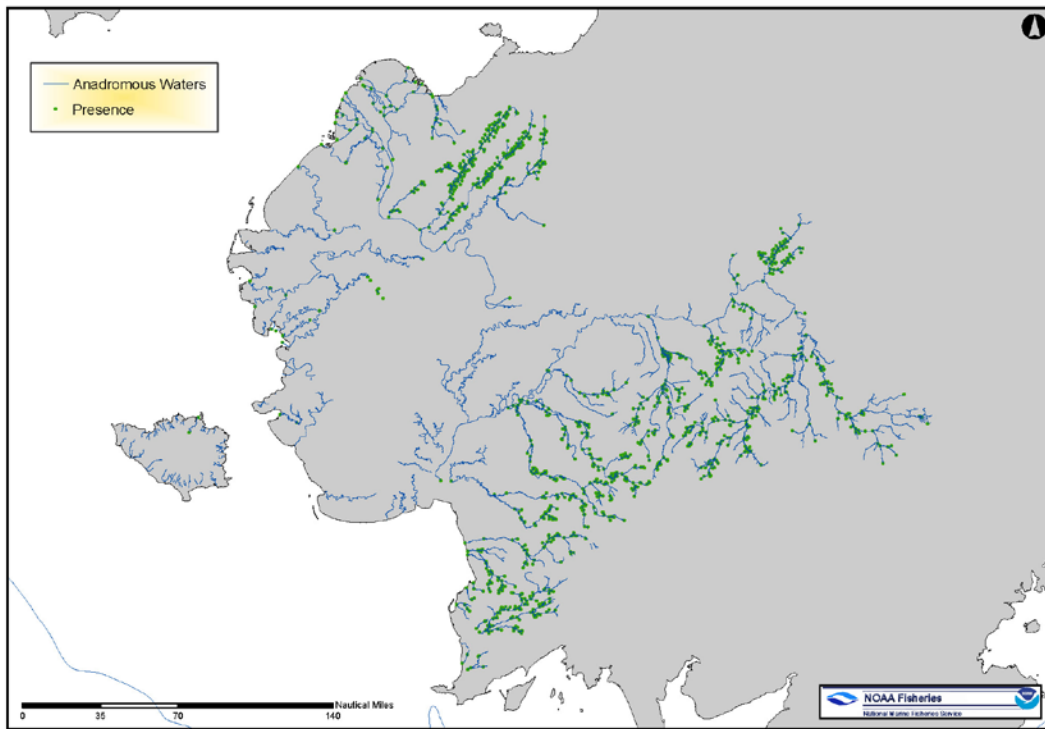 Anadromous Waters
Presence
Nautical Miles
0 35 70 140
NOAA Fisheries
National Marine Fisheries Service